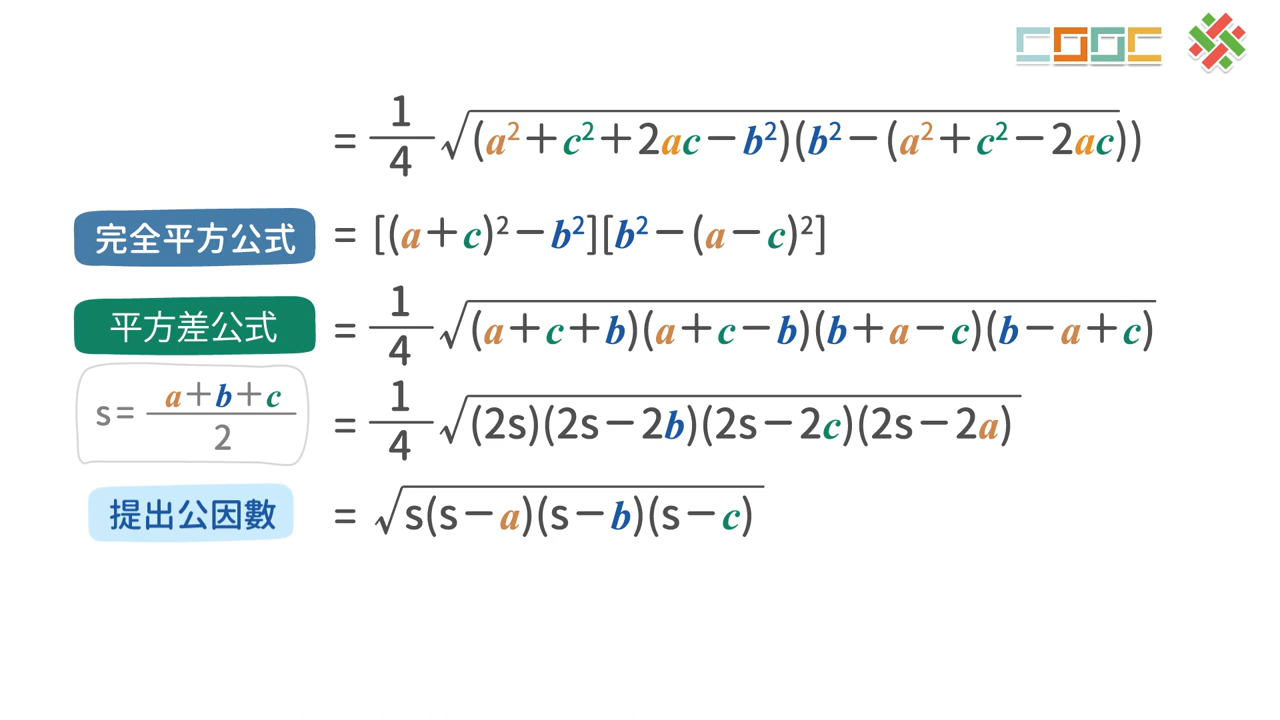 COOC
= 1/4 √(a²+c²+2ac−b²)(b²−(a²+c²−2ac))
完全平方公式 = [(a+c)²−b²][b²−(a−c)²]
平方差公式 = 1/4 √(a+c+b)(a+c−b)(b+a−c)(b−a+c)
s= a+b+c/2 = 1/4 √(2s)(2s−2b)(2s−2c)(2s−2a)
提出公因數 = √s(s−a)(s−b)(s−c)